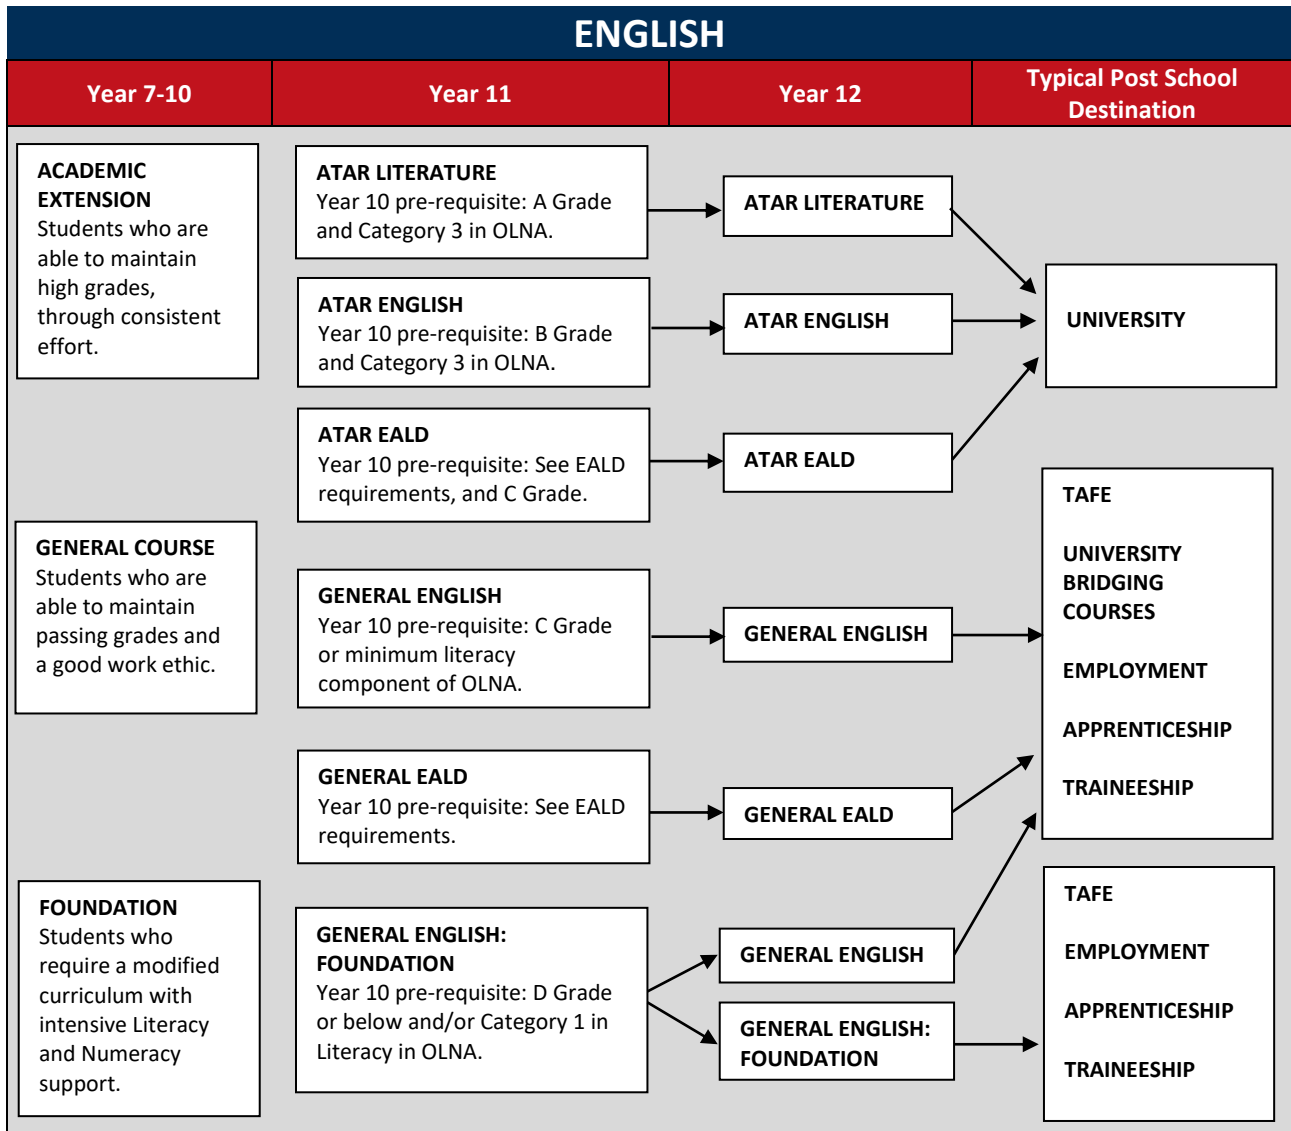 ENGLISH
Year 7-10
Year 11
Year 12
Typical Post School
Destination
ACADEMIC
EXTENSION
Students who are
able to maintain
high grades,
through consistent
effort.
GENERAL COURSE
Students who are
able to maintain
passing grades and
a good work ethic.
FOUNDATION
Students who
require a modified
curriculum with
intensive Literacy
and Numeracy
support.
ATAR LITERATURE
Year 10 pre-requisite: A Grade
and Category 3 in OLNA.
ATAR ENGLISH
Year 10 pre-requisite: B Grade
and Category 3 in OLNA.
ATAR EALD
Year 10 pre-requisite: See EALD
requirements, and C Grade.
GENERAL ENGLISH
Year 10 pre-requisite: C Grade
or minimum literacy
component of OLNA.
GENERAL EALD
Year 10 pre-requisite: See EALD
requirements.
GENERAL ENGLISH:
FOUNDATION
Year 10 pre-requisite: D Grade
or below and/or Category 1 in
Literacy in OLNA.
ATAR LITERATURE
ATAR ENGLISH
ATAR EALD
GENERAL ENGLISH
GENERAL EALD
GENERAL ENGLISH
GENERAL ENGLISH:
FOUNDATION
UNIVERSITY
TAFE
UNIVERSITY
BRIDGING
COURSES
EMPLOYMENT
APPRENTICESHIP
TRAINEESHIP
TAFE
EMPLOYMENT
APPRENTICESHIP
TRAINEESHIP